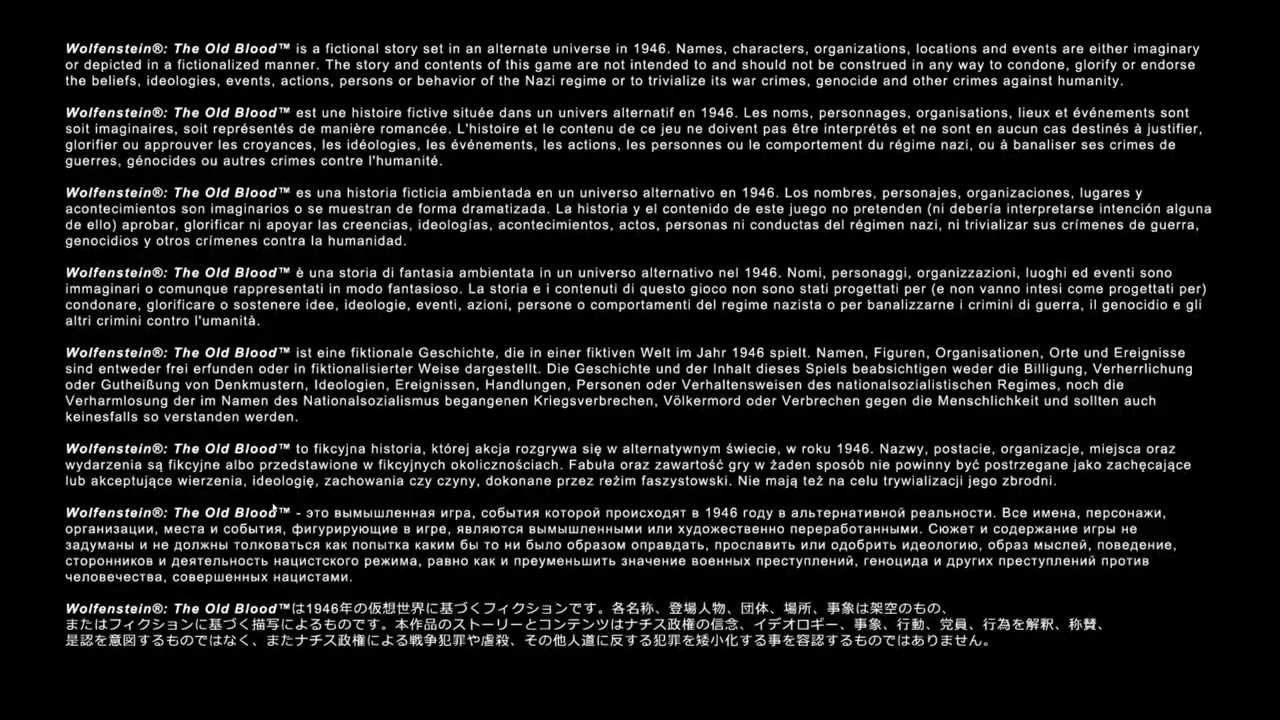 Wolfenstein®: The Old Blood™ is a fictional story set in an alternate universe in 1946. Names, characters, organizations, locations and events are either imaginary
or depicted in a fictionalized manner. The story and contents of this game are not intended to and should not be construed in any way to condone, glorify or endorse
the beliefs, ideologies, events, actions, persons or behavior of the Nazi regime or to trivialize its war crimes, genocide and other crimes against humanity.
Wolfenstein®: The Old Blood™ est une histoire fictive située dans un univers alternatif en 1946. Les noms, personnages, organisations, lieux et événements sont
soit imaginaires, soit représentés de manière romancée. L'histoire et le contenu de ce jeu ne doivent pas être interprétés et ne sont en aucun cas destinés à justifier,
glorifier ou approuver les croyances, les idéologies, les événements, les actions, les personnes ou le comportement du régime nazi, ou à banaliser ses crimes de
guerres, génocides ou autres crimes contre l'humanité.
Wolfenstein®: The Old Blood™ es una historia ficticia ambientada en un universo alternativo en 1946. Los nombres, personajes, organizaciones, lugares y
acontecimientos son imaginarios o se muestran de forma dramatizada. La historia y el contenido de este juego no pretenden (ni debería interpretarse intención alguna
de ello) aprobar, glorificar ni apoyar las creencias, ideologías, acontecimientos, actos, personas ni conductas del régimen nazi, ni trivializar sus crímenes de guerra,
genocidios y otros crímenes contra la humanidad.
Wolfenstein®: The Old Blood™ è una storia di fantasia ambientata in un universo alternativo nel 1946. Nomi, personaggi, organizzazioni, luoghi ed eventi sono
immaginari o comunque rappresentati in modo fantasioso. La storia e i contenuti di questo gioco non sono stati progettati per (e non vanno intesi come progettati per)
condonare, glorificare o sostenere idee, ideologie, eventi, azioni, persone o comportamenti del regime nazista o per banalizzarne i crimini di guerra, il genocidio e gli
altri crimini contro l'umanità.
Wolfenstein®: The Old Blood™ ist eine fiktionale Geschichte, die in einer fiktiven Welt im Jahr 1946 spielt. Namen, Figuren, Organisationen, Orte und Ereignisse
sind entweder frei erfunden oder in fiktionalisierter Weise dargestellt. Die Geschichte und der Inhalt dieses Spiels beabsichtigen weder die Billigung, Verherrlichung
oder Gutheißung von Denkmustern, Ideologien, Ereignissen, Handlungen, Personen oder Verhaltensweisen des nationalsozialistischen Regimes, noch die
Verharmlosung der im Namen des Nationalsozialismus begangenen Kriegsverbrechen, Völkermord oder Verbrechen gegen die Menschlichkeit und sollten auch
keinesfalls so verstanden werden.
Wolfenstein®: The Old Blood™ to fikcyjna historia, której akcja rozgrywa się w alternatywnym świecie, w roku 1946. Nazwy, postacie, organizacje, miejsca oraz
wydarzenia są fikcyjne albo przedstawione w fikcyjnych okolicznościach. Fabuła oraz zawartość gry w żaden sposób nie powinny być postrzegane jako zachęcające
lub akceptujące wierzenia, ideologię, zachowania czy czyny, dokonane przez reżim faszystowski. Nie mają też na celu trywializacji jego zbrodni.
Wolfenstein®: The Old Blood™ - это вымышленная игра, события которой происходят в 1946 году в альтернативной реальности. Все имена, персонажи,
организации, места и события, фигурирующие в игре, являются вымышленными или художественно переработанными. Сюжет и содержание игры не
задуманы и не должны толковаться как попытка каким бы то ни было образом оправдать, прославить или одобрить идеологию, образ мыслей, поведение,
сторонников и деятельность нацистского режима, равно как и преуменьшить значение военных преступлений, геноцида и других преступлений против
человечества, совершенных нацистами.
Wolfenstein®: The Old Blood™は1946年の仮想世界に基づくフィクションです。各名称、登場人物、団体、場所、事象は架空のもの、
またはフィクションに基づく描写によるものです。本作品のストーリーとコンテンツはナチス政権の信念、イデオロギー、事象、行動、党員、行為を解釈、称賛、
是認を意図するものではなく、またナチス政権による戦争犯罪や虐殺、その他人道に反する犯罪を矮小化する事を容認するものではありません。